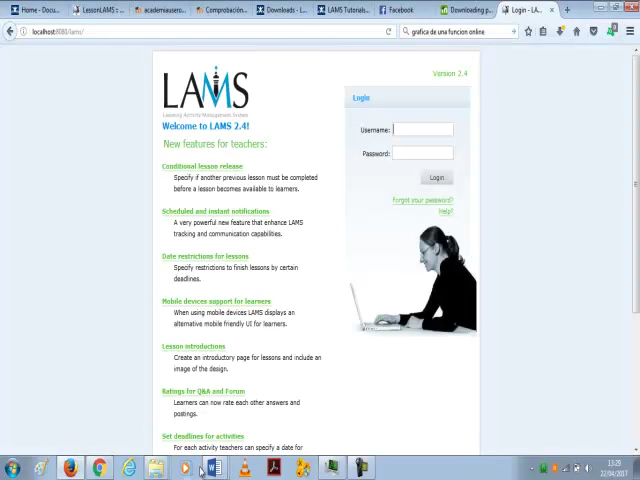 Home - Docu...
LessonLAMS :: ...
academiausero...
Comprobación...
Downloads - L...
LAMS Tutorials...
Facebook
Downloading p...
Login - LA...
localhost:8080/lams/
grafica de una funcion online
LAMS
Learning Activity Management System
Version 2.4
Welcome to LAMS 2.4!
New features for teachers:
Conditional lesson release
Specify if another previous lesson must be completed
before a lesson becomes available to learners.
Scheduled and instant notifications
A very powerful new feature that enhance LAMS
tracking and communication capabilities.
Date restrictions for lessons
Specify restrictions to finish lessons by certain
deadlines.
Mobile devices support for learners
When using mobile devices LAMS displays an
alternative mobile friendly UI for learners.
Lesson introductions
Create an introductory page for lessons and include an
image of the design.
Ratings for Q&A and Forum
Learners can now rate each other answers and
postings.
Set deadlines for activities
For each activity teachers can specify a date for
Login
Username:
Password:
Login
Forgot your password?
Help!!
13:20
22/04/2017